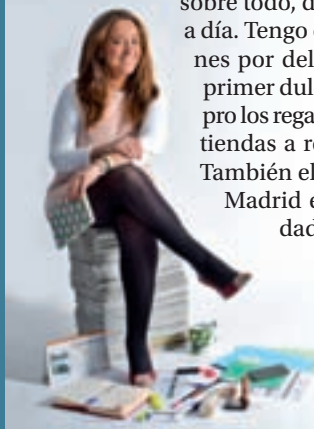 sobre todo, d
a día. Tengo
nes por del
primer dul
pro los rega
tiendas a r
También el
Madrid e
dad